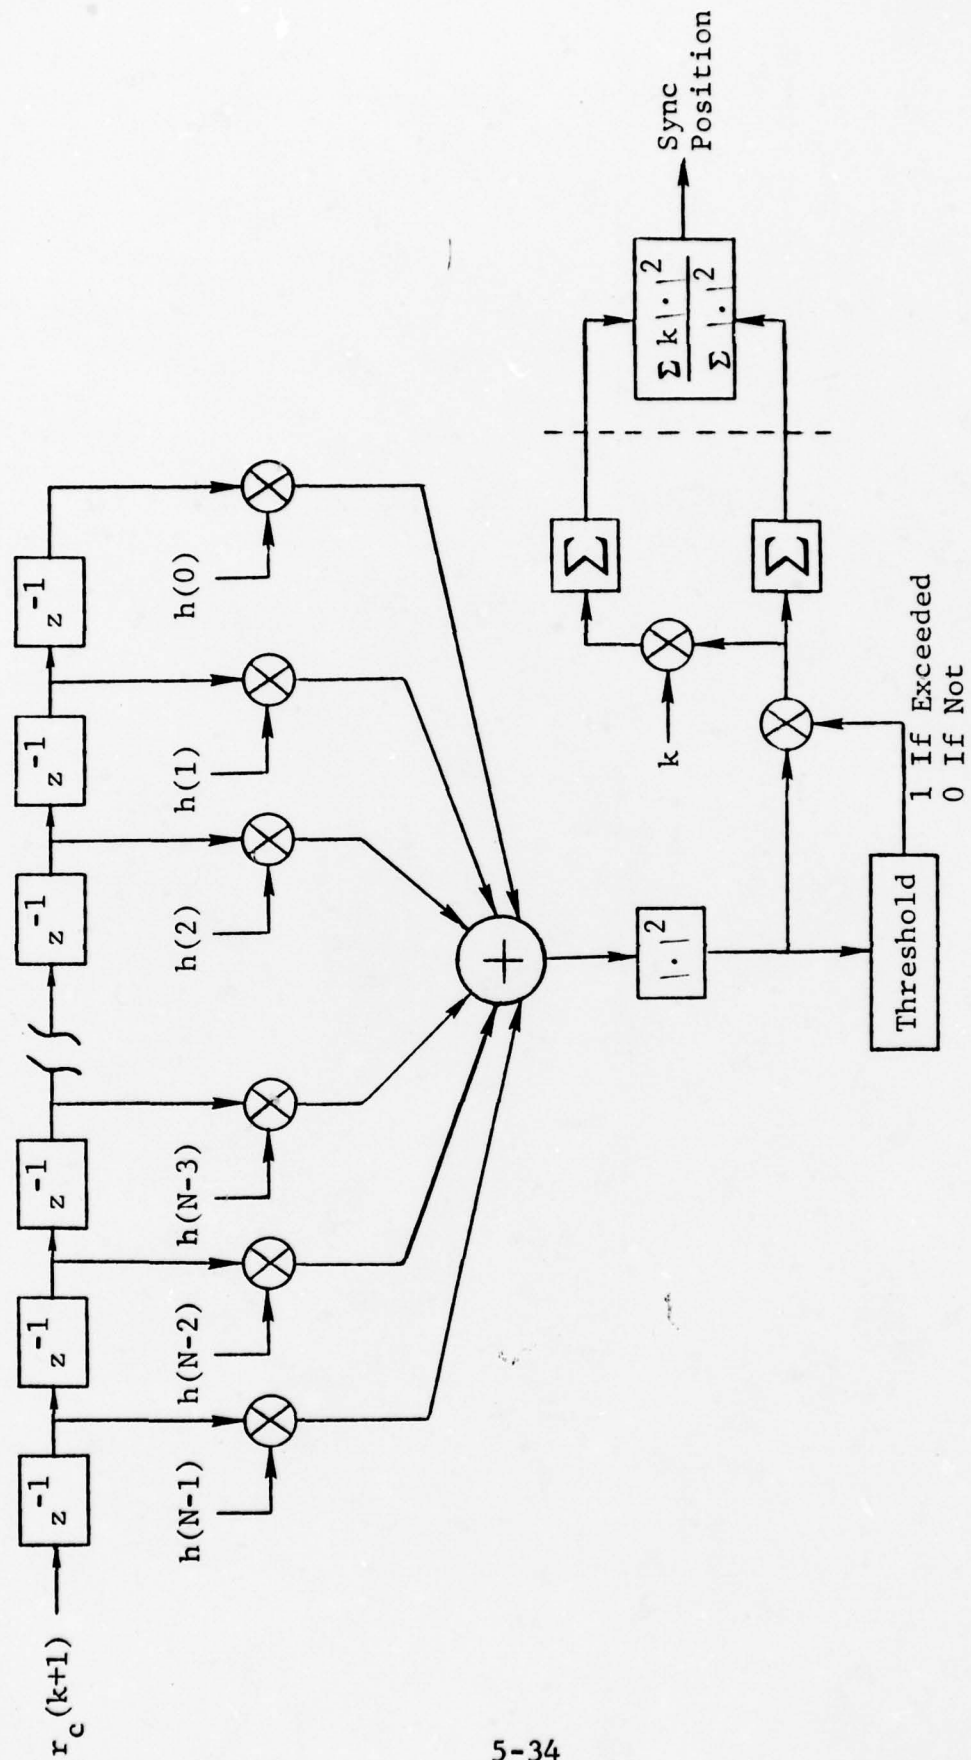 r_c(k+1)
z^-1
z^-1
z^-1
z^-1
z^-1
z^-1
h(N-1)
h(N-2)
h(N-3)
h(2)
h(1)
h(0)
+
|·|^2
Threshold
1 If Exceeded
0 If Not
k
Σ
Σ
Σ k|·|^2
Σ |·|^2
Sync
Position
5-34